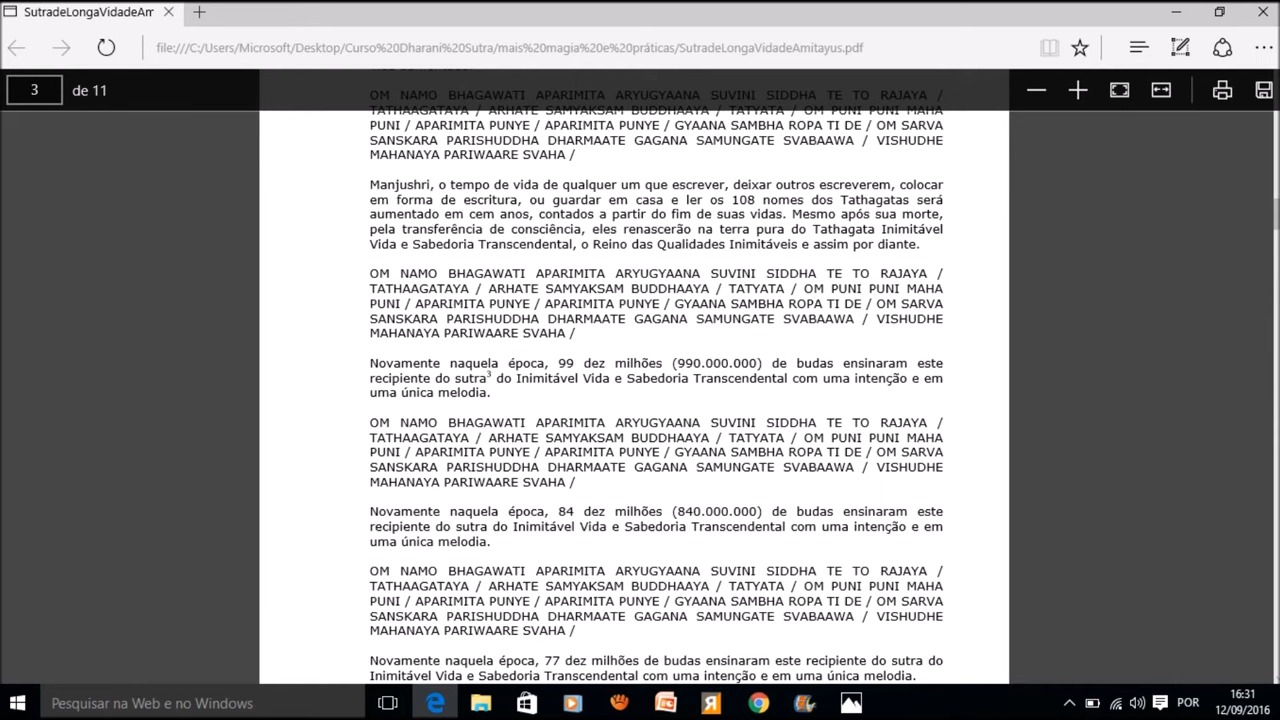 SutradeLongaVidadeAm
file:///C:/Users/Microsoft/Desktop/Curso%20Dharani%20Sutra/mais%20magia%20e%20práticas/SutradeLongaVidadeAmitayus.pdf
3 de 11
OM NAMO BHAGAWATI APARIMITA ARYUGYAANA SUVINI SIDDHA TE TO RAJAYA /
TATHAAGATAYA / ARHATE SAMYAKSAM BUDDHAAYA / TATYATA / OM PUNI PUNI MAHA
PUNI / APARIMITA PUNYE / APARIMITA PUNYE / GYAANA SAMBHA ROPA TI DE / OM SARVA
SANSKARA PARISHUDDHA DHARMAATE GAGANA SAMUNGATE SVABAAWA / VISHUDHE
MAHANAYA PARIWAARE SVAHA /
Manjushri, o tempo de vida de qualquer um que escrever, deixar outros escreverem, colocar
em forma de escritura, ou guardar em casa e ler os 108 nomes dos Tathagatas será
aumentado em cem anos, contados a partir do fim de suas vidas. Mesmo após sua morte,
pela transferência de consciência, eles renascerão na terra pura do Tathagata Inimitável
Vida e Sabedoria Transcendental, o Reino das Qualidades Inimitáveis e assim por diante.
OM NAMO BHAGAWATI APARIMITA ARYUGYAANA SUVINI SIDDHA TE TO RAJAYA /
TATHAAGATAYA / ARHATE SAMYAKSAM BUDDHAAYA / TATYATA / OM PUNI PUNI MAHA
PUNI / APARIMITA PUNYE / APARIMITA PUNYE / GYAANA SAMBHA ROPA TI DE / OM SARVA
SANSKARA PARISHUDDHA DHARMAATE GAGANA SAMUNGATE SVABAAWA / VISHUDHE
MAHANAYA PARIWAARE SVAHA /
Novamente naquela época, 99 dez milhões (990.000.000) de budas ensinaram este
recipiente do sutra³ do Inimitável Vida e Sabedoria Transcendental com uma intenção e em
uma única melodia.
OM NAMO BHAGAWATI APARIMITA ARYUGYAANA SUVINI SIDDHA TE TO RAJAYA /
TATHAAGATAYA / ARHATE SAMYAKSAM BUDDHAAYA / TATYATA / OM PUNI PUNI MAHA
PUNI / APARIMITA PUNYE / APARIMITA PUNYE / GYAANA SAMBHA ROPA TI DE / OM SARVA
SANSKARA PARISHUDDHA DHARMAATE GAGANA SAMUNGATE SVABAAWA / VISHUDHE
MAHANAYA PARIWAARE SVAHA /
Novamente naquela época, 84 dez milhões (840.000.000) de budas ensinaram este
recipiente do sutra do Inimitável Vida e Sabedoria Transcendental com uma intenção e em
uma única melodia.
OM NAMO BHAGAWATI APARIMITA ARYUGYAANA SUVINI SIDDHA TE TO RAJAYA /
TATHAAGATAYA / ARHATE SAMYAKSAM BUDDHAAYA / TATYATA / OM PUNI PUNI MAHA
PUNI / APARIMITA PUNYE / APARIMITA PUNYE / GYAANA SAMBHA ROPA TI DE / OM SARVA
SANSKARA PARISHUDDHA DHARMAATE GAGANA SAMUNGATE SVABAAWA / VISHUDHE
MAHANAYA PARIWAARE SVAHA /
Novamente naquela época, 77 dez milhões de budas ensinaram este recipiente do sutra do
Inimitável Vida e Sabedoria Transcendental com uma intenção e em uma única melodia.
Pesquisar na Web e no Windows
POR
16:31
12/09/2016